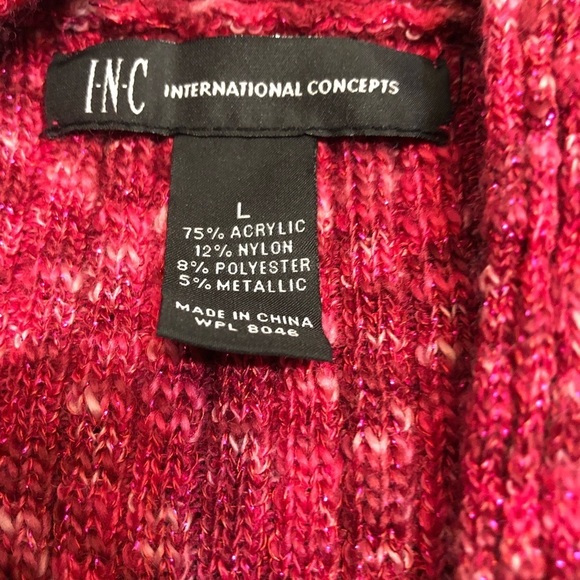 I·N·C INTERNATIONAL CONCEPTS
L
75% ACRYLIC
12% NYLON
8% POLYESTER
5% METALLIC
MADE IN CHINA
WPL 8046